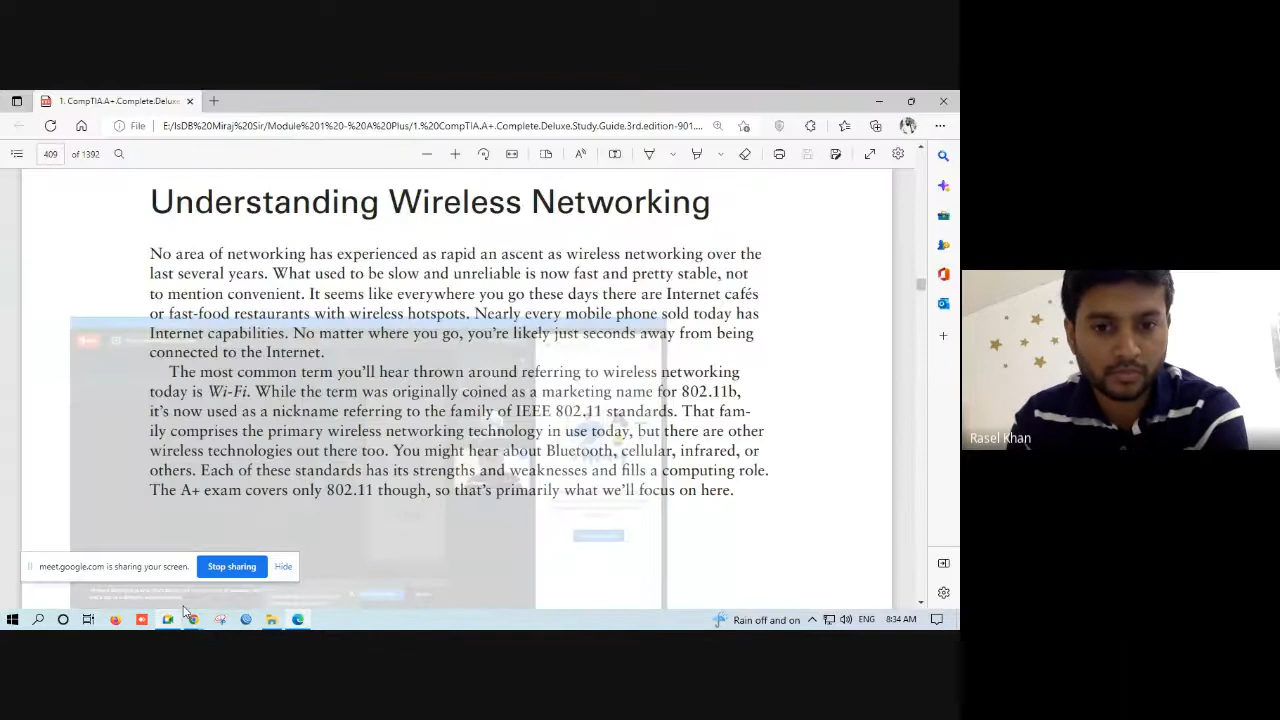 1. CompTIA.A+.Complete.Deluxe
File
E:/IsDB%20Miraj%20Sir/Module%201%20-%20A%20Plus/1.%20CompTIA.A+.Complete.Deluxe.Study.Guide.3rd.edition-901....
409 of 1392
Understanding Wireless Networking
No area of networking has experienced as rapid an ascent as wireless networking over the
last several years. What used to be slow and unreliable is now fast and pretty stable, not
to mention convenient. It seems like everywhere you go these days there are Internet cafés
or fast-food restaurants with wireless hotspots. Nearly every mobile phone sold today has
Internet capabilities. No matter where you go, you’re likely just seconds away from being
connected to the Internet.
The most common term you’ll hear thrown around referring to wireless networking
today is Wi-Fi. While the term was originally coined as a marketing name for 802.11b,
it’s now used as a nickname referring to the family of IEEE 802.11 standards. That fam-
ily comprises the primary wireless networking technology in use today, but there are other
wireless technologies out there too. You might hear about Bluetooth, cellular, infrared, or
others. Each of these standards has its strengths and weaknesses and fills a computing role.
The A+ exam covers only 802.11 though, so that’s primarily what we’ll focus on here.
Rasel Khan
meet.google.com is sharing your screen.
Stop sharing
Hide
Rain off and on
ENG
8:34 AM